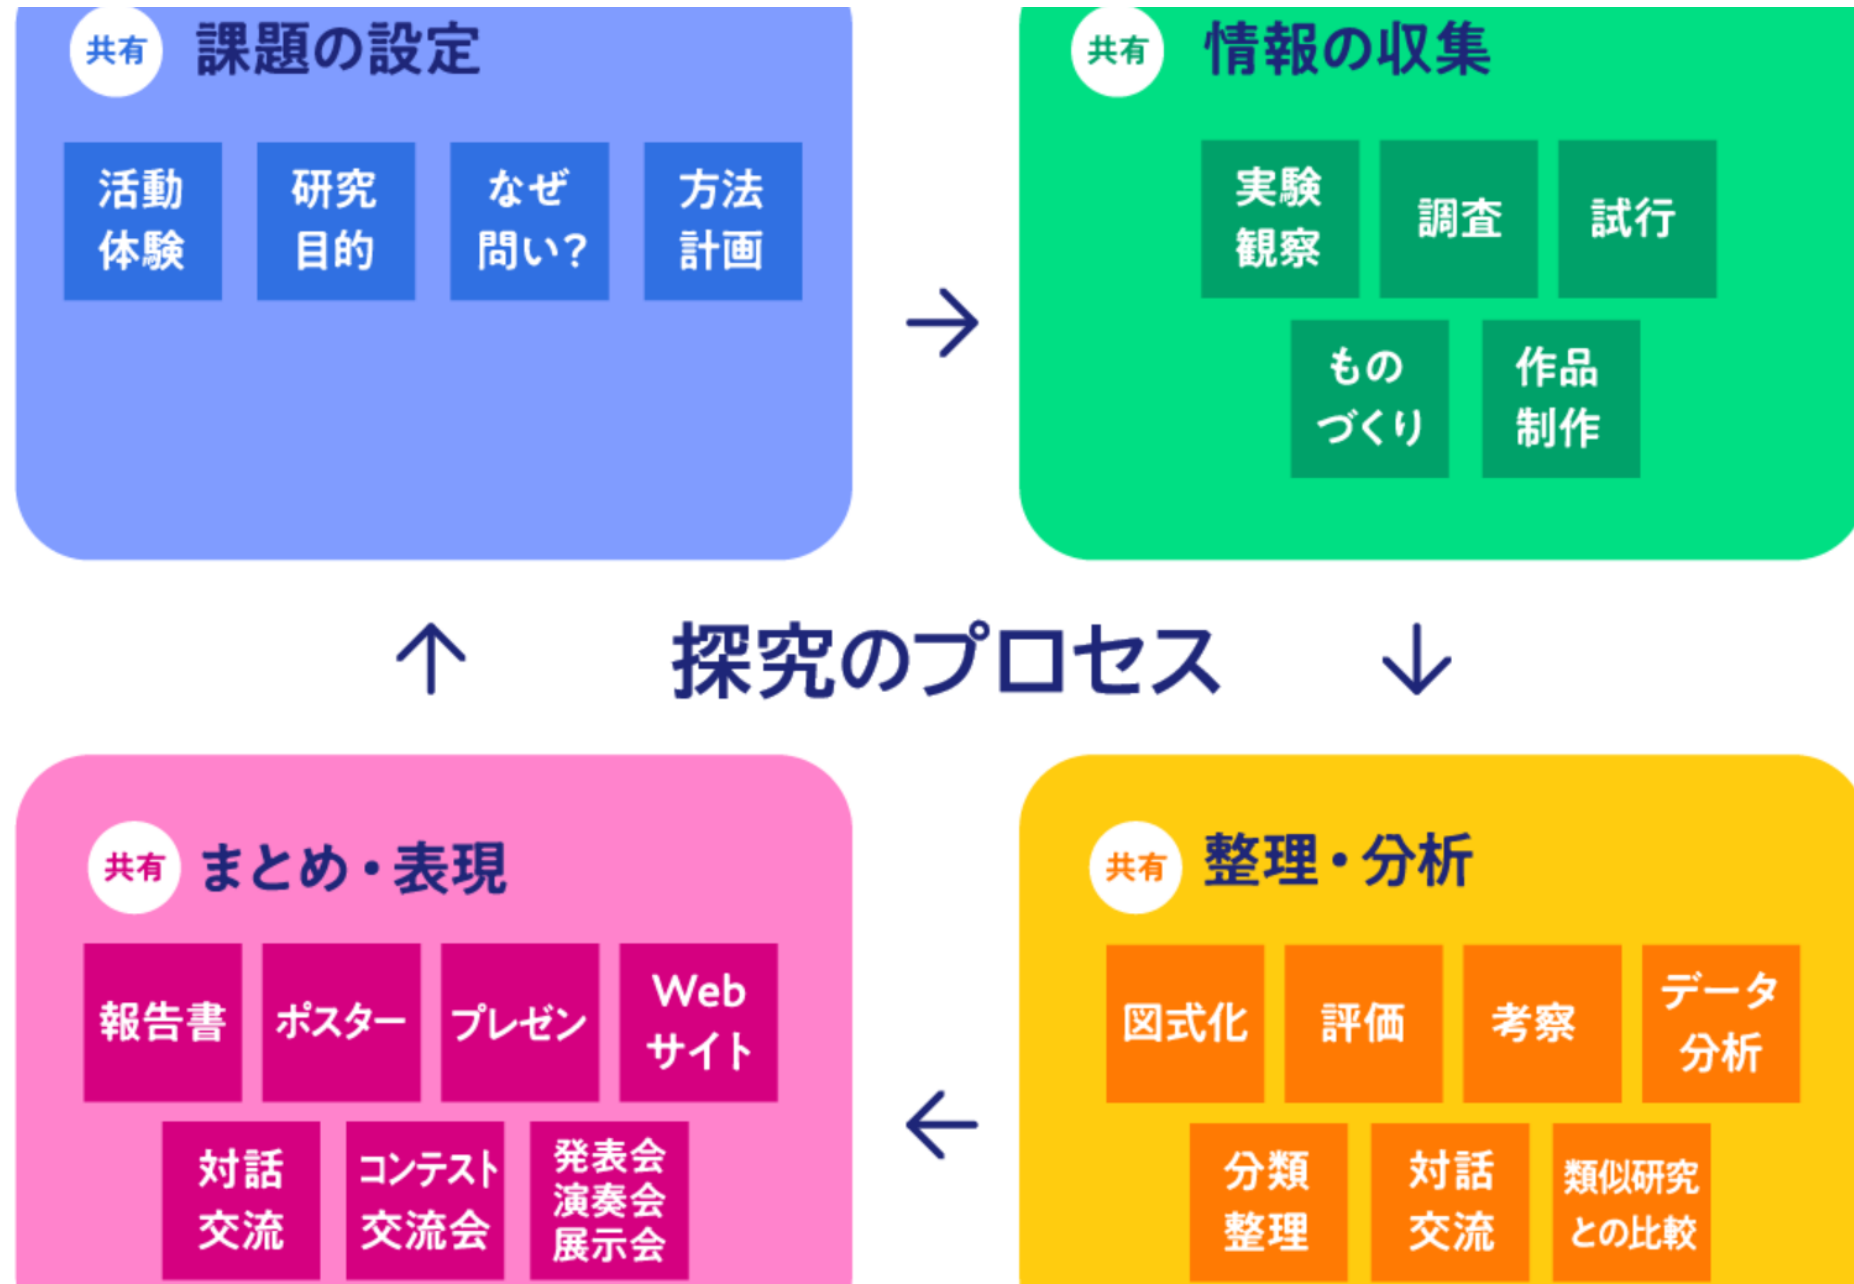 共有 課題の設定
活動
体験
研究
目的
なぜ
問い？
方法
計画
共有 情報の収集
実験
観察
調査
試行
もの
づくり
作品
制作
探究のプロセス
共有 まとめ・表現
報告書
ポスター
プレゼン
Web
サイト
対話
交流
コンテスト
交流会
発表会
演奏会
展示会
共有 整理・分析
図式化
評価
考察
データ
分析
分類
整理
対話
交流
類似研究
との比較